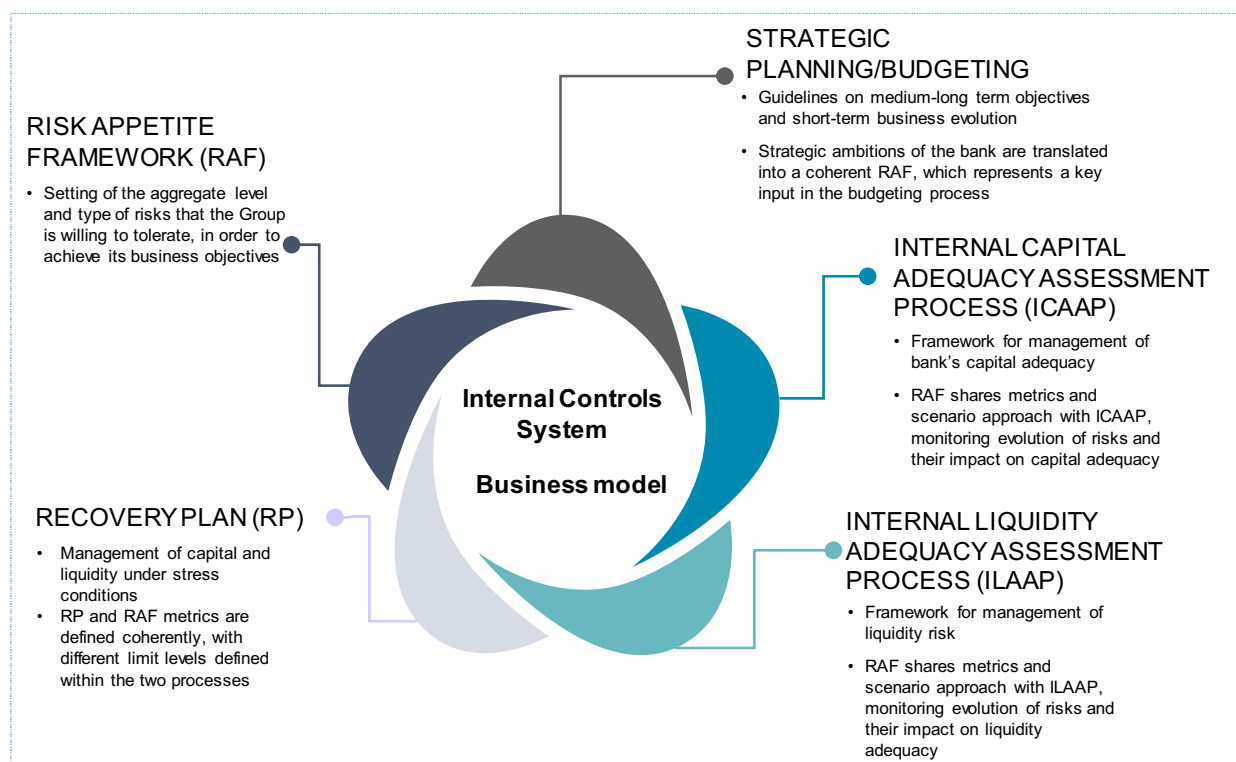 STRATEGIC
PLANNING/BUDGETING
• Guidelines on medium-long term objectives
and short-term business evolution
• Strategic ambitions of the bank are translated
into a coherent RAF, which represents a key
input in the budgeting process
RISK APPETITE
FRAMEWORK (RAF)
• Setting of the aggregate level
and type of risks that the Group
is willing to tolerate, in order to
achieve its business objectives
INTERNAL CAPITAL
ADEQUACY ASSESSMENT
PROCESS (ICAAP)
• Framework for management of
bank's capital adequacy
• RAF shares metrics and
scenario approach with ICAAP,
monitoring evolution of risks and
their impact on capital adequacy
Internal Controls
System
Business model
RECOVERY PLAN (RP)
• Management of capital and
liquidity under stress
conditions
• RP and RAF metrics are
defined coherently, with
different limit levels defined
within the two processes
INTERNAL LIQUIDITY
ADEQUACY ASSESSMENT
PROCESS (ILAAP)
• Framework for management of
liquidity risk
• RAF shares metrics and
scenario approach with ILAAP,
monitoring evolution of risks and
their impact on liquidity
adequacy